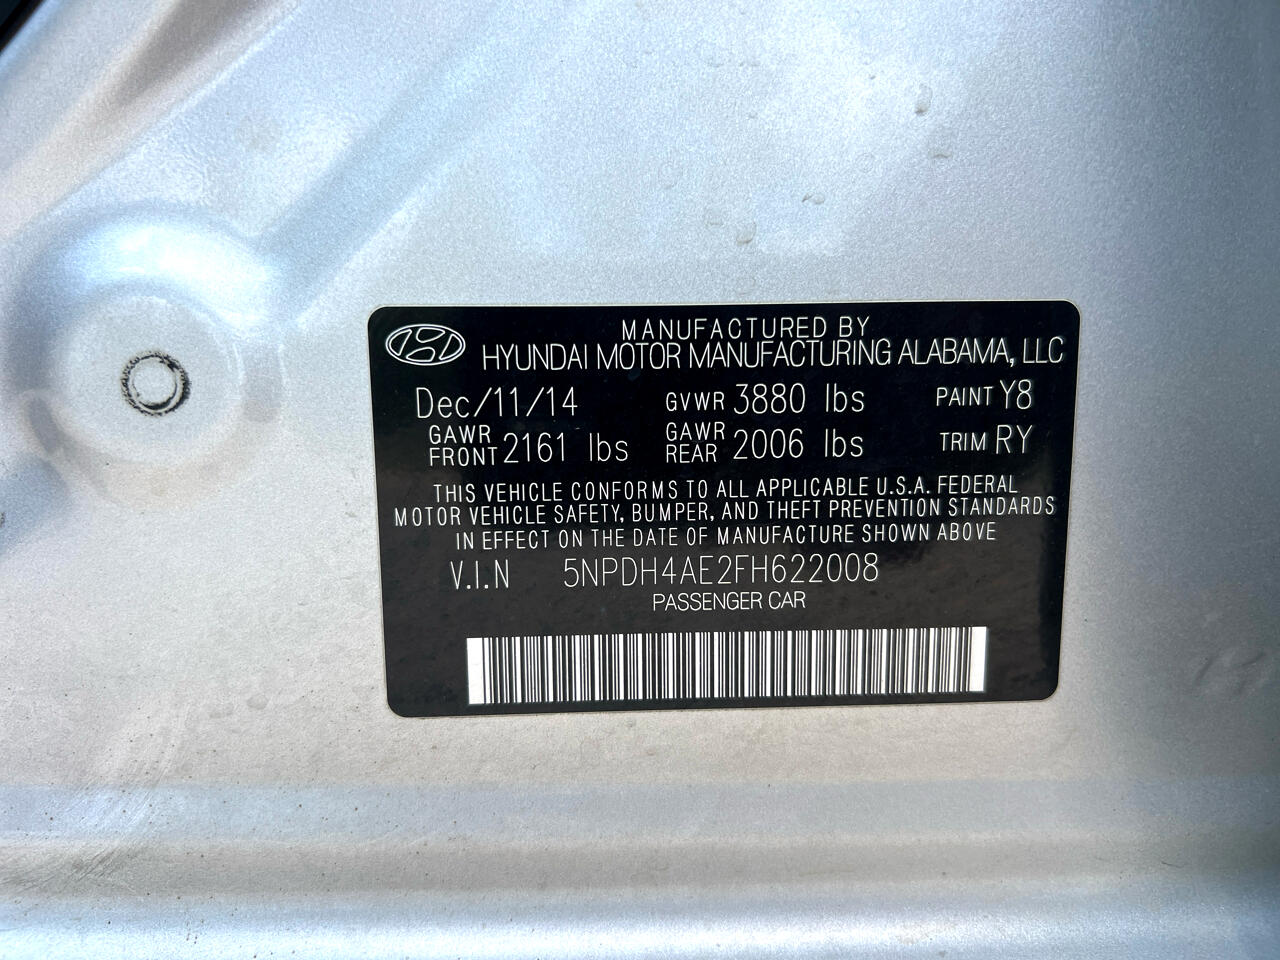 MANUFACTURED BY
HYUNDAI MOTOR MANUFACTURING ALABAMA, LLC
Dec/11/14 GVWR 3880 lbs PAINT Y8
GAWR FRONT 2161 lbs GAWR REAR 2006 lbs TRIM RY
THIS VEHICLE CONFORMS TO ALL APPLICABLE U.S.A. FEDERAL
MOTOR VEHICLE SAFETY, BUMPER, AND THEFT PREVENTION STANDARDS
IN EFFECT ON THE DATE OF MANUFACTURE SHOWN ABOVE
V.I.N 5NPDH4AE2FH622008
PASSENGER CAR